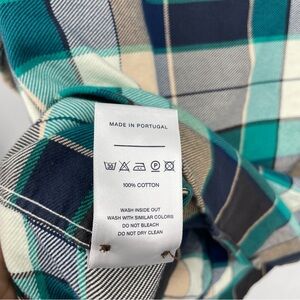 MADE IN PORTUGAL
P
100% COTTON
WASH INSIDE OUT
WASH WITH SIMILAR COLORS
DO NOT BLEACH
DO NOT DRY CLEAN